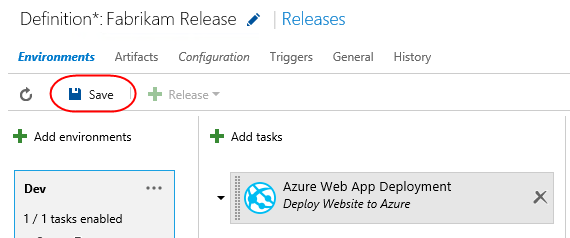 Definition*: Fabrikam Release | Releases
Environments Artifacts Configuration Triggers General History
Save Release
Add environments Add tasks
Dev
1 / 1 tasks enabled
Azure Web App Deployment
Deploy Website to Azure